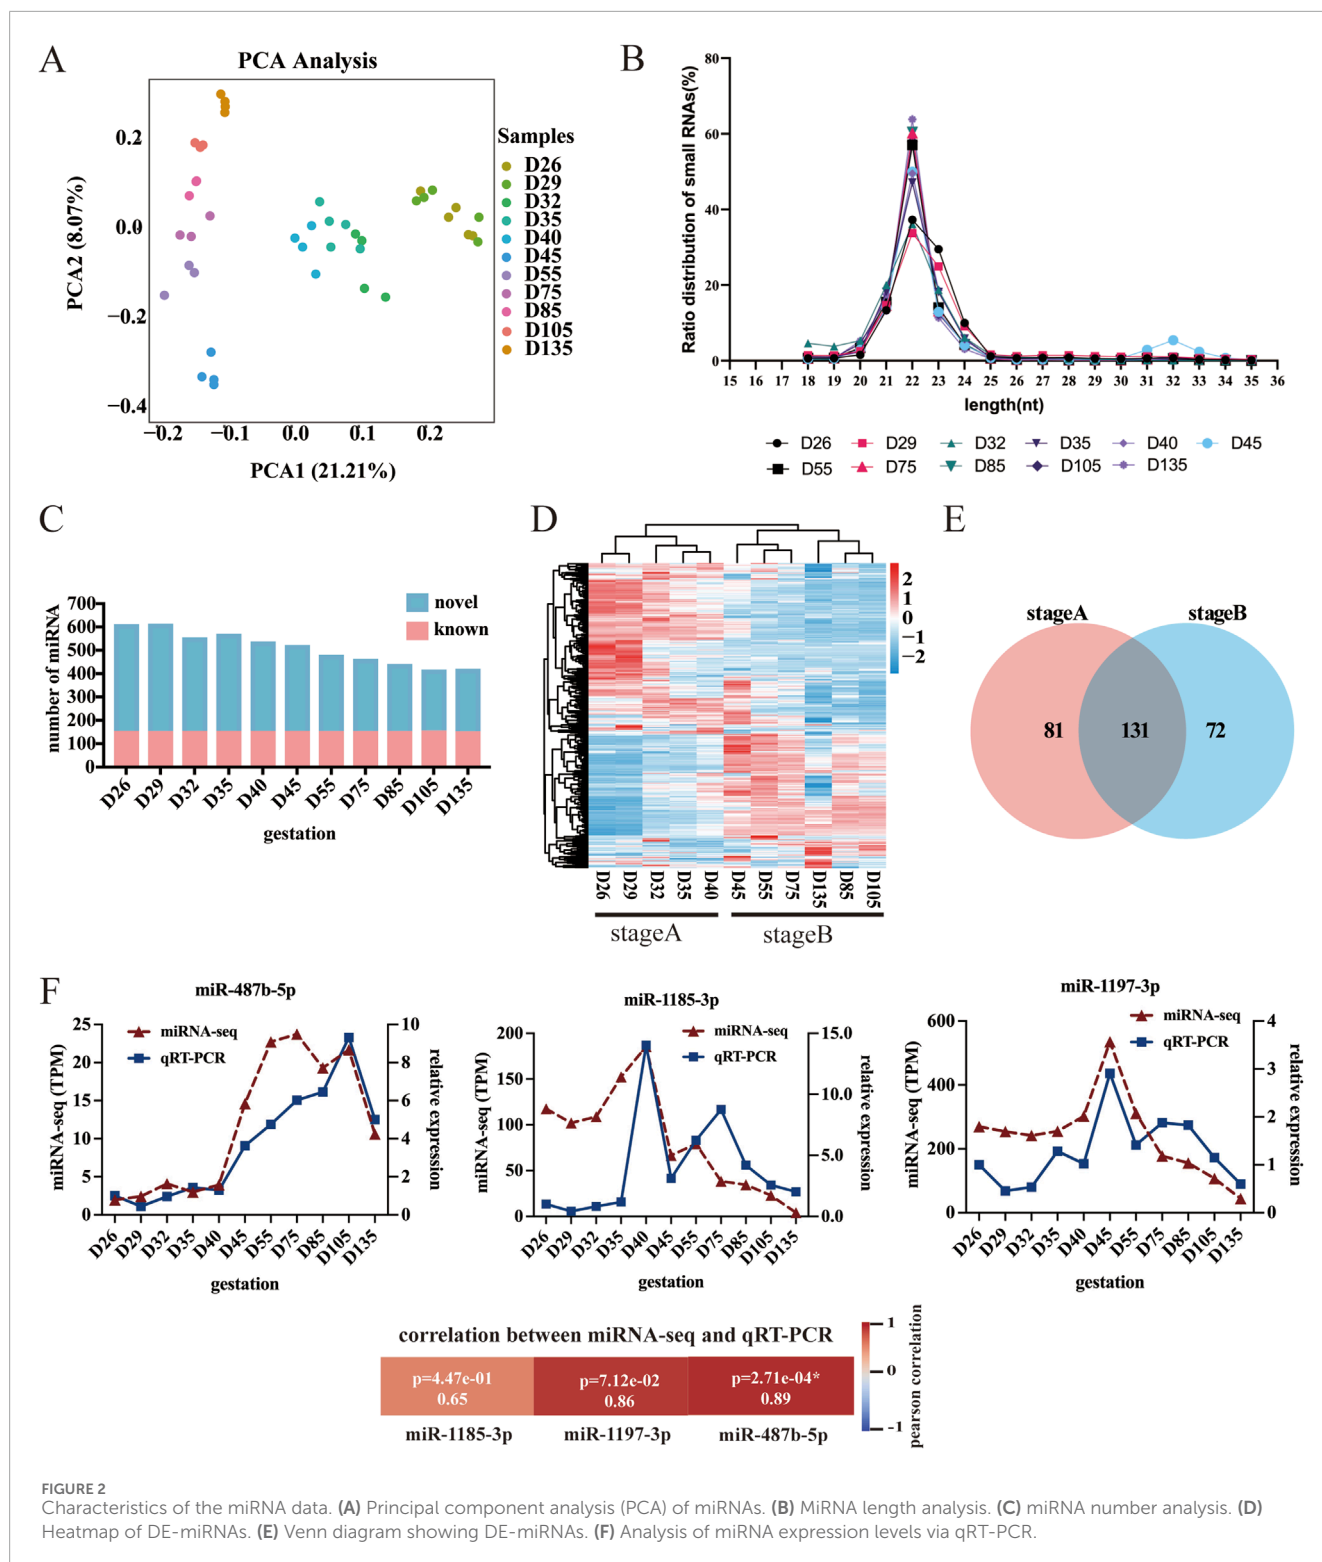 A
PCA Analysis
PCA2 (8.07%)
0.2
0.0
−0.2
−0.4
−0.2 −0.1 0.0 0.1 0.2
PCA1 (21.21%)
Samples
D26
D29
D32
D35
D40
D45
D55
D75
D85
D105
D135
B
Ratio distribution of small RNAs(%)
80
60
40
20
0
15 16 17 18 19 20 21 22 23 24 25 26 27 28 29 30 31 32 33 34 35 36
length(nt)
D26 D29 D32 D35 D40 D45
D55 D75 D85 D105 D135
C
number of miRNA
700
600
500
400
300
200
100
0
novel
known
D26 D29 D32 D35 D40 D45 D55 D75 D85 D105 D135
gestation
D
2
1
0
−1
−2
D26 D29 D32 D35 D40 D45 D55 D75 D135 D85 D105
stageA stageB
E
stageA stageB
81 131 72
F
miR-487b-5p
miRNA-seq
qRT-PCR
miRNA-seq (TPM)
25
20
15
10
5
0
10
8
6
4
2
0
relative expression
D26 D29 D32 D35 D40 D45 D55 D75 D85 D105 D135
gestation
miR-1185-3p
miRNA-seq
qRT-PCR
miRNA-seq (TPM)
200
150
100
50
0
15.0
10.0
5.0
0.0
relative expression
D26 D29 D32 D35 D40 D45 D55 D75 D85 D105 D135
gestation
miR-1197-3p
miRNA-seq
qRT-PCR
miRNA-seq (TPM)
600
400
200
0
4
3
2
1
0
relative expression
D26 D29 D32 D35 D40 D45 D55 D75 D85 D105 D135
gestation
correlation between miRNA-seq and qRT-PCR
p=4.47e-01 p=7.12e-02 p=2.71e-04*
0.65 0.86 0.89
miR-1185-3p miR-1197-3p miR-487b-5p
1
0
-1
pearson correlation
FIGURE 2
Characteristics of the miRNA data. (A) Principal component analysis (PCA) of miRNAs. (B) MiRNA length analysis. (C) miRNA number analysis. (D)
Heatmap of DE-miRNAs. (E) Venn diagram showing DE-miRNAs. (F) Analysis of miRNA expression levels via qRT-PCR.